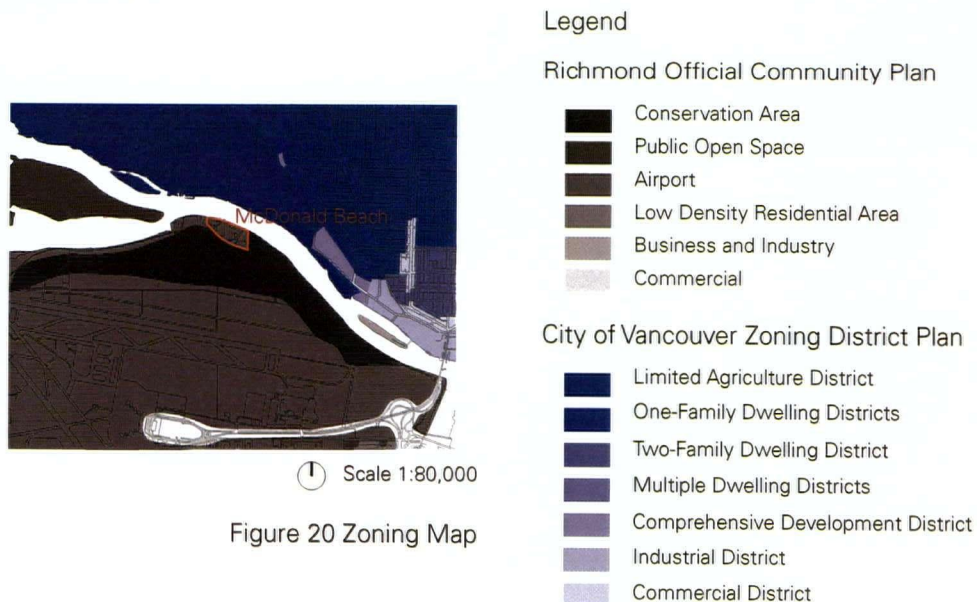 McDonald Beach
Scale 1:80,000
Figure 20 Zoning Map
Legend
Richmond Official Community Plan
Conservation Area
Public Open Space
Airport
Low Density Residential Area
Business and Industry
Commercial
City of Vancouver Zoning District Plan
Limited Agriculture District
One-Family Dwelling Districts
Two-Family Dwelling District
Multiple Dwelling Districts
Comprehensive Development District
Industrial District
Commercial District